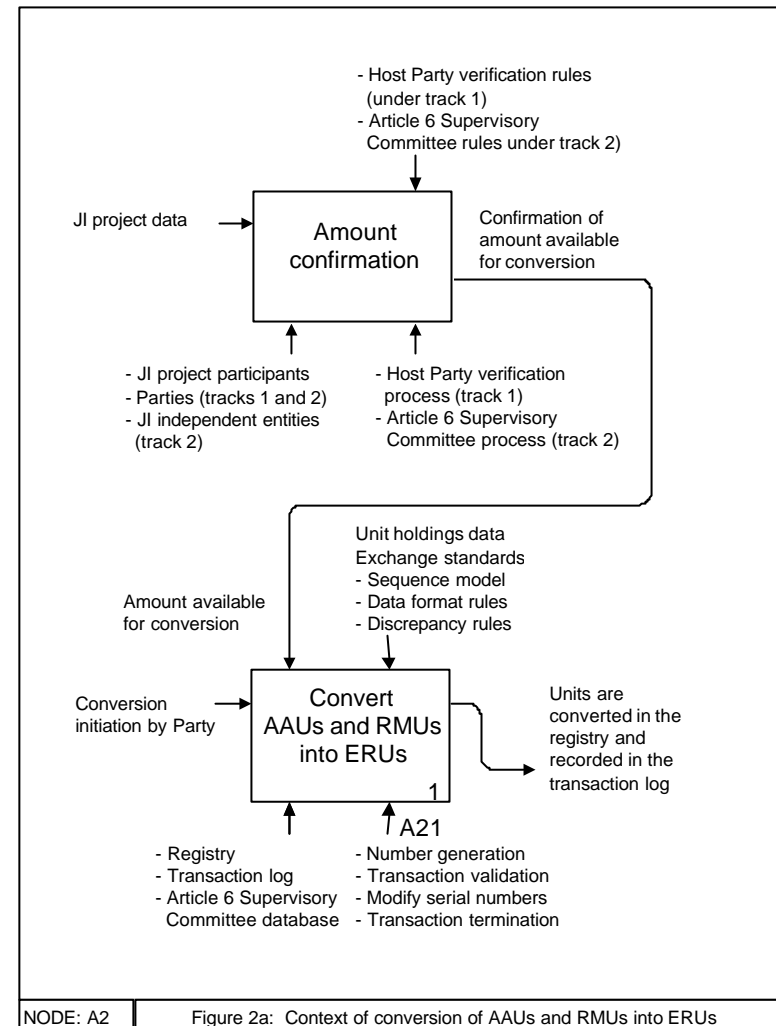 - Host Party verification rules
(under track 1)
- Article 6 Supervisory
Committee rules under track 2)
JI project data
Amount
confirmation
Confirmation of
amount available
for conversion
- JI project participants
- Parties (tracks 1 and 2)
- JI independent entities
(track 2)
- Host Party verification
process (track 1)
- Article 6 Supervisory
Committee process (track 2)
Unit holdings data
Exchange standards
- Sequence model
- Data format rules
- Discrepancy rules
Amount available
for conversion
Conversion
initiation by Party
Convert
AAUs and RMUs
into ERUs
1
Units are
converted in the
registry and
recorded in the
transaction log
A21
- Registry
- Transaction log
- Article 6 Supervisory
Committee database
- Number generation
- Transaction validation
- Modify serial numbers
- Transaction termination
NODE: A2
Figure 2a: Context of conversion of AAUs and RMUs into ERUs